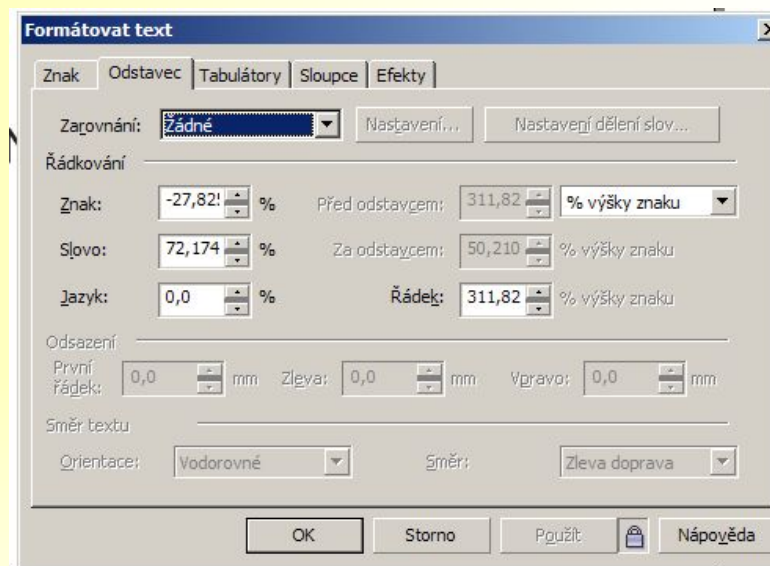 Formátovat text
Znak Odstavec Tabulátory Sloupce Efekty
Zarovnání: Žádné Nastavení... Nastavení dělení slov...
Řádkování
Znak: -27,825 % Před odstavcem: 311,82 % výšky znaku
Slovo: 72,174 % Za odstavcem: 50,210 % výšky znaku
Jazyk: 0,0 % Řádek: 311,82 % výšky znaku
Odsazení
První řádek: 0,0 mm Zleva: 0,0 mm Vpravo: 0,0 mm
Směr textu
Orientace: Vodorovné Směr: Zleva doprava
OK Storno Použít Nápověda